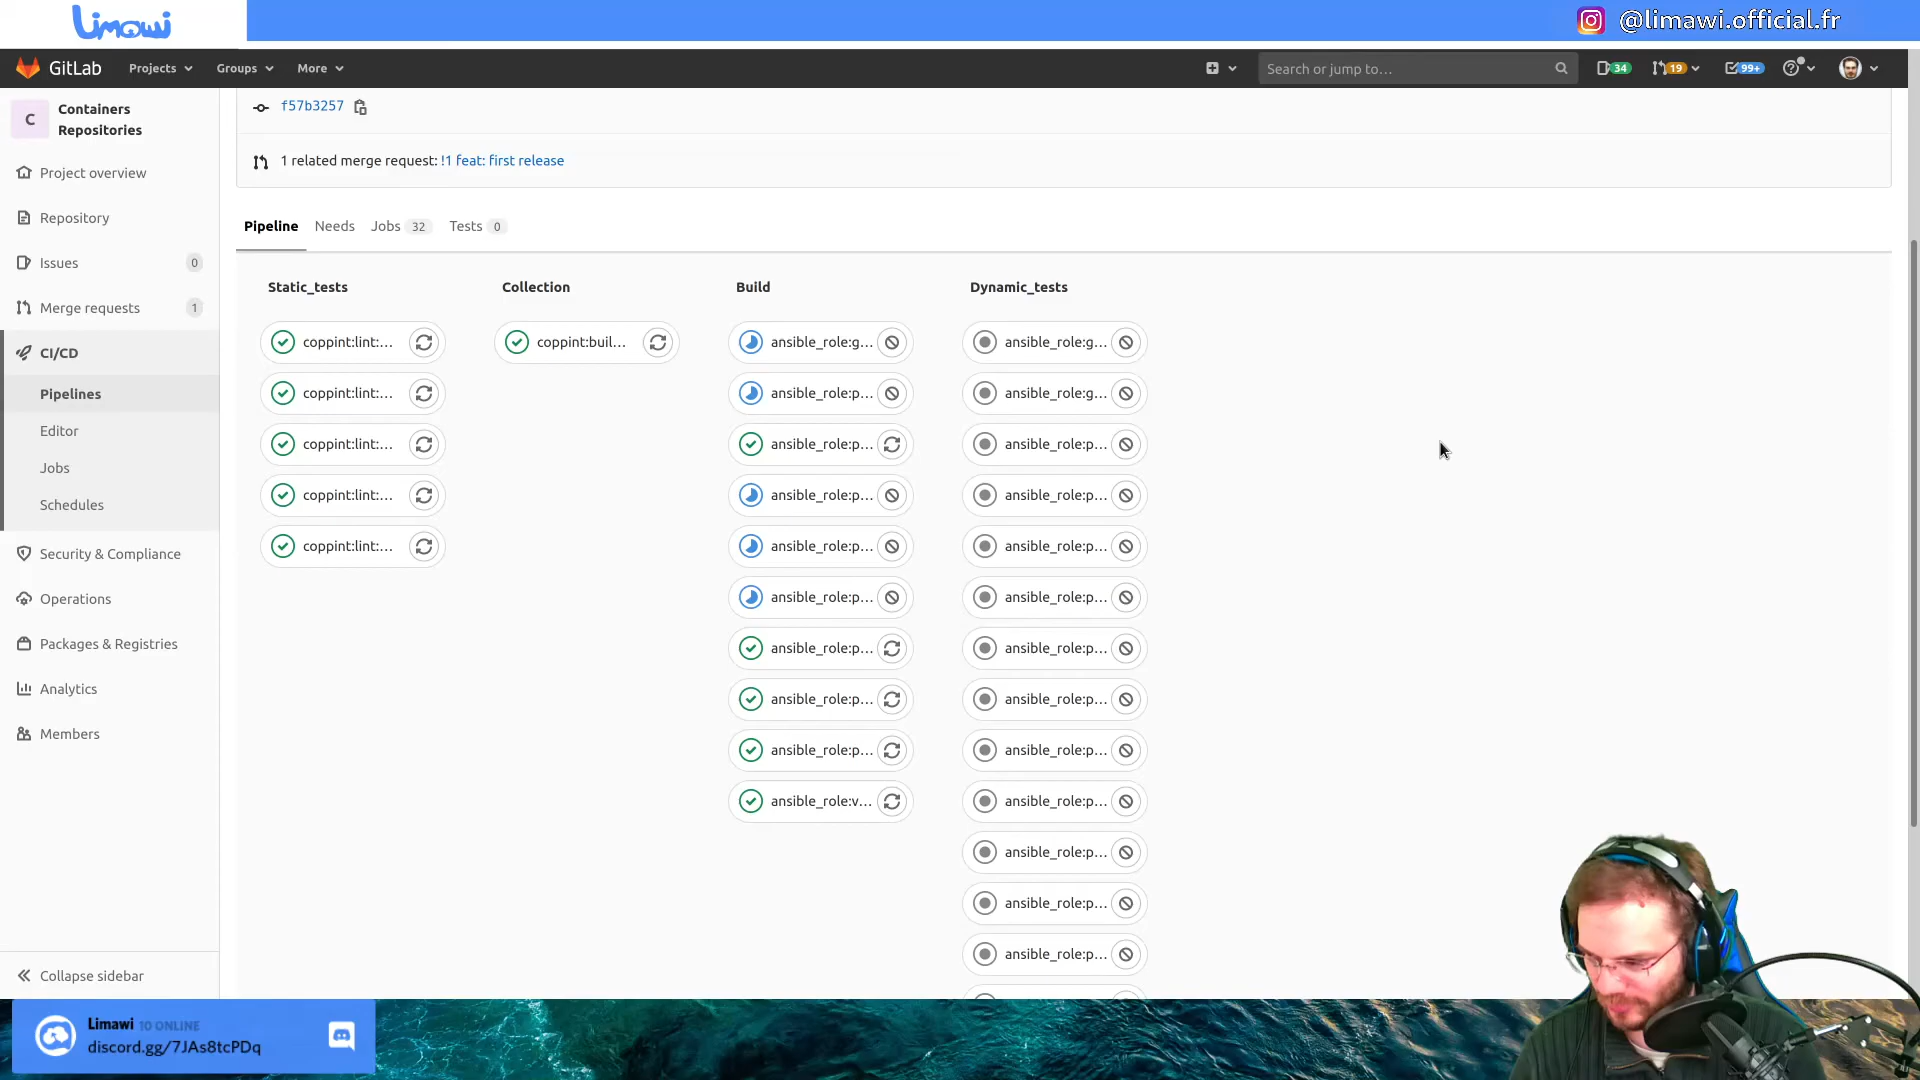 Limawi
@limawi.official.fr
GitLab
Projects
Groups
More
Search or jump to...
34
19
99+
C
Containers
Repositories
Project overview
Repository
Issues
0
Merge requests
1
CI/CD
Pipelines
Editor
Jobs
Schedules
Security & Compliance
Operations
Packages & Registries
Analytics
Members
Collapse sidebar
f57b3257
1 related merge request: !1 feat: first release
Pipeline
Needs
Jobs 32
Tests 0
Static_tests
coppint:lint:...
coppint:lint:...
coppint:lint:...
coppint:lint:...
coppint:lint:...
Collection
coppint:buil...
Build
ansible_role:g...
ansible_role:p...
ansible_role:p...
ansible_role:p...
ansible_role:p...
ansible_role:p...
ansible_role:p...
ansible_role:p...
ansible_role:p...
ansible_role:v...
Dynamic_tests
ansible_role:g...
ansible_role:g...
ansible_role:p...
ansible_role:p...
ansible_role:p...
ansible_role:p...
ansible_role:p...
ansible_role:p...
ansible_role:p...
ansible_role:p...
ansible_role:p...
ansible_role:p...
ansible_role:p...
Limawi 10 ONLINE
discord.gg/7JAs8tcPDq